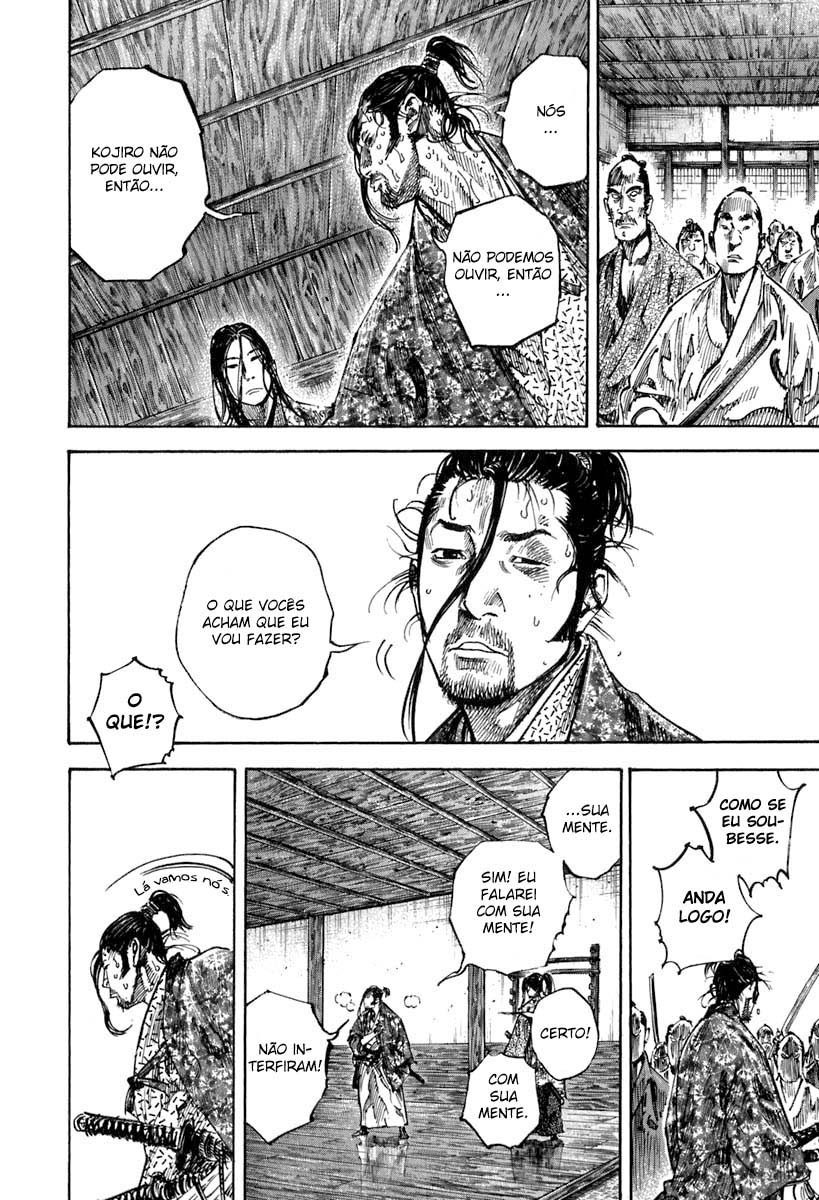 NÓS
...
NÃO PODEMOS
OUVIR, ENTÃO
...
KOJIRO NÃO
PODE OUVIR,
ENTÃO...
O QUE VOCÊS
ACHAM QUE EU
VOU FAZER?
O
QUE!?
COMO SE
EU SOU-
BESSE.
ANDA
LOGO!
...SUA
MENTE.
SIM! EU
FALAREI
COM SUA
MENTE!
CERTO!
COM
SUA
MENTE.
NÃO IN-
TERFIRAM!
Lá vamos nós.